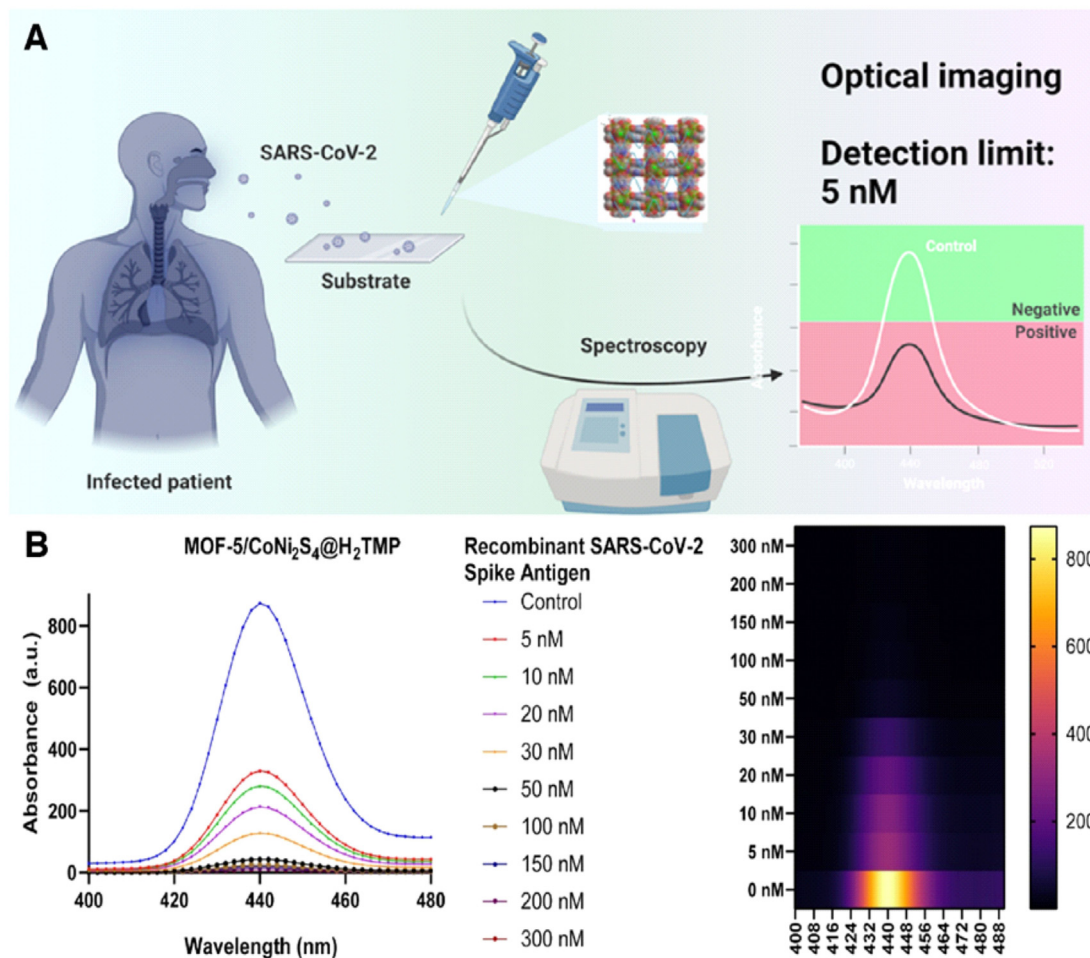 A
SARS-CoV-2
Substrate
Infected patient
Spectroscopy
Optical imaging
Detection limit:
5 nM
Control
Negative
Positive
Absorbance
400
440
480
520
Wavelength
B
MOF-5/CoNi₂S₄@H₂TMP
Absorbance (a.u.)
800
600
400
200
0
400
420
440
460
480
Wavelength (nm)
Recombinant SARS-CoV-2
Spike Antigen
Control
5 nM
10 nM
20 nM
30 nM
50 nM
100 nM
150 nM
200 nM
300 nM
300 nM
200 nM
150 nM
100 nM
50 nM
30 nM
20 nM
10 nM
5 nM
0 nM
400
408
416
424
432
440
448
456
464
472
480
488
800
600
400
200